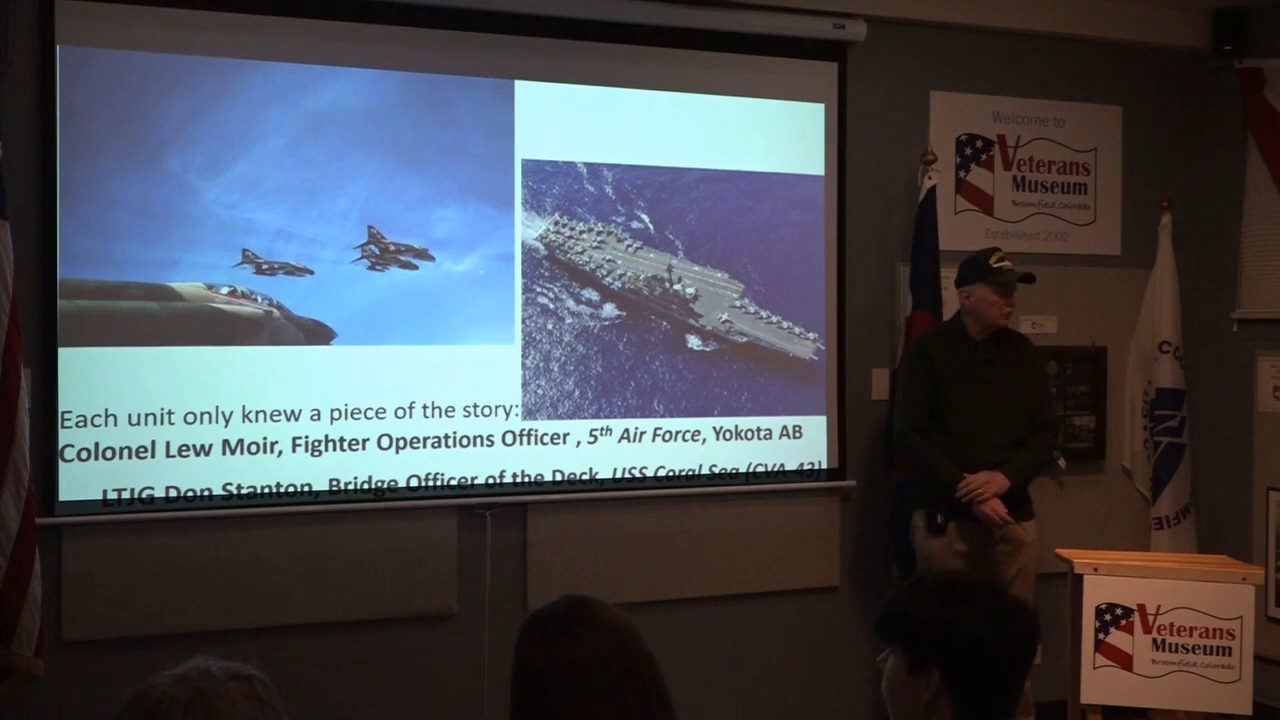 Each unit only knew a piece of the story:
Colonel Lew Moir, Fighter Operations Officer , 5th Air Force, Yokota AB
LTJG Don Stanton, Bridge Officer of the Deck, USS Coral Sea (CVA-43)
Welcome to
Veterans
Museum
Broomfield, Colorado
Established 2002
Veterans
Museum
Broomfield, Colorado